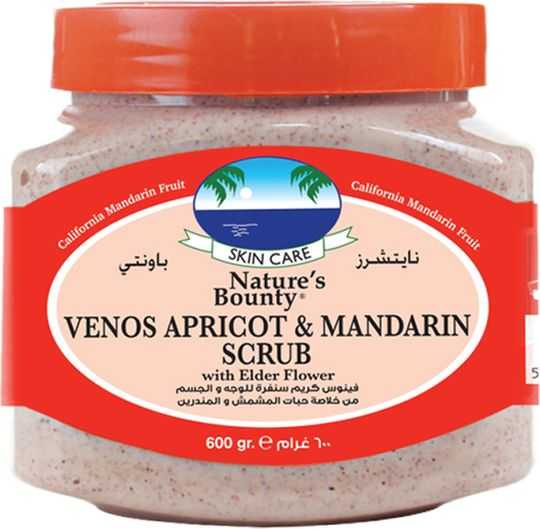 California Mandarin Fruit
California Mandarin Fruit
SKIN CARE
باونتي
نايتشرز
Nature's
Bounty®
VENOS APRICOT & MANDARIN
SCRUB
with Elder Flower
فينوس كريم سنفرة للوجه و الجسم
من خلاصة حبات المشمش و المندرين
600 gr. ℮ ٦٠٠ غرام
5